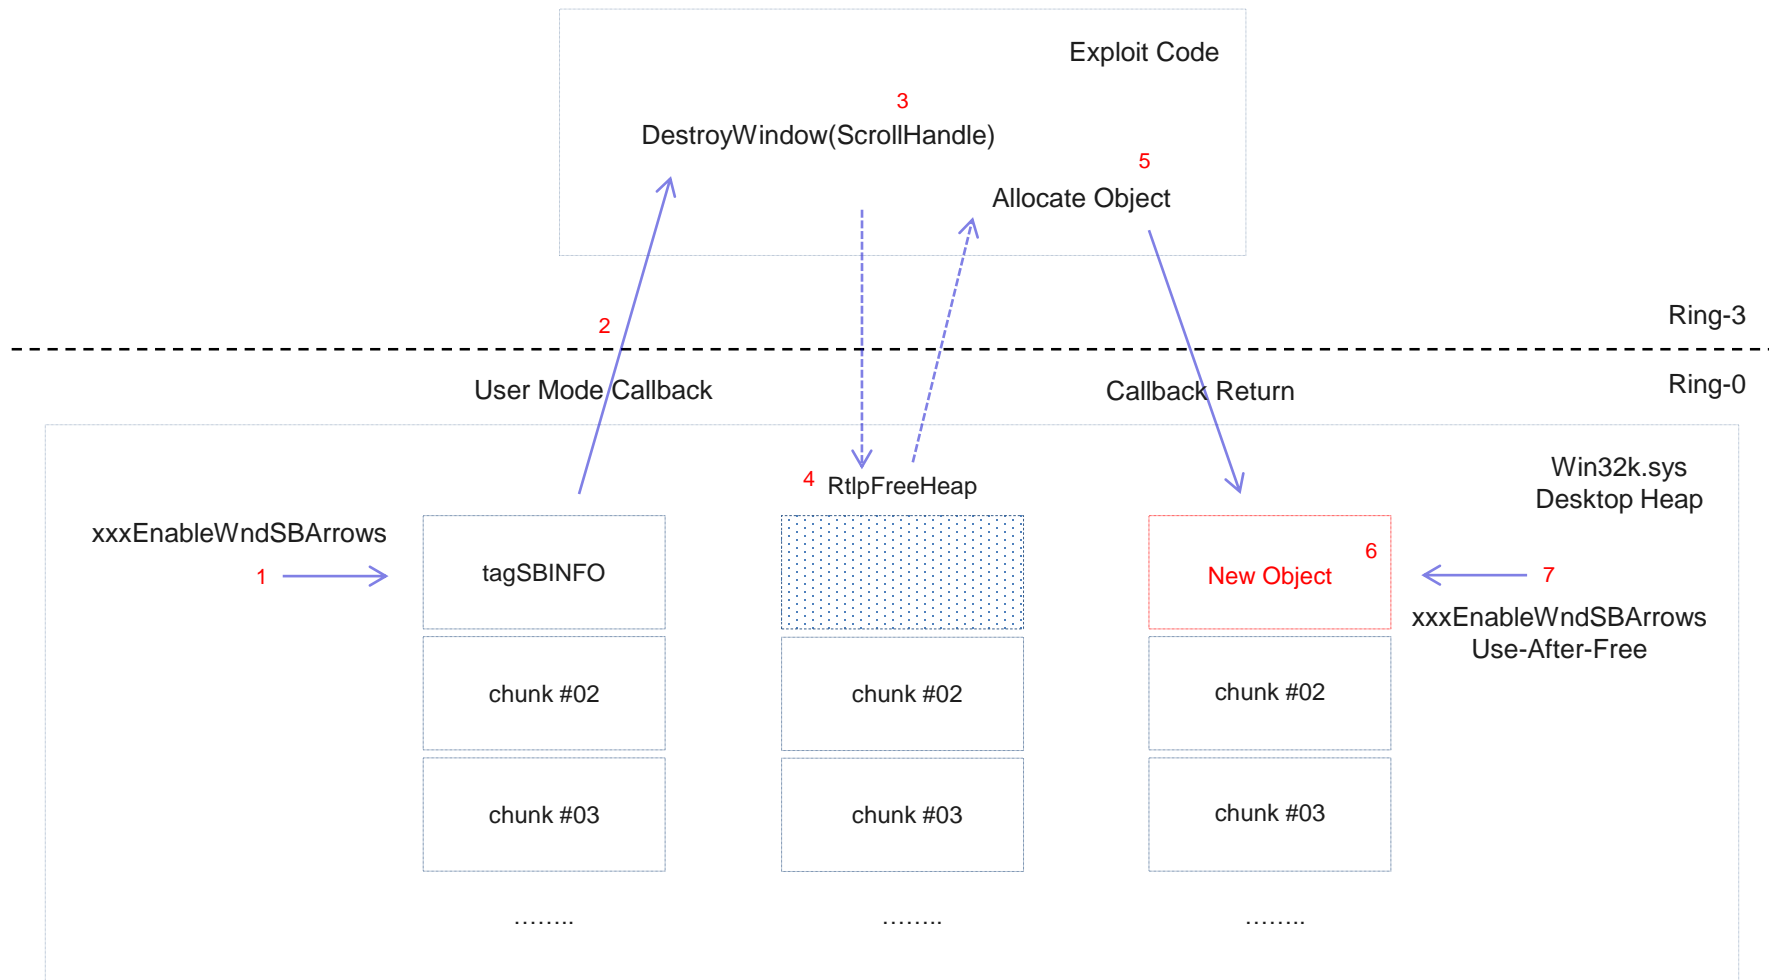 Exploit Code
3
DestroyWindow(ScrollHandle)
5
Allocate Object
Ring-3
2
Ring-0
User Mode Callback
Callback Return
Win32k.sys
Desktop Heap
4
RtlpFreeHeap
xxxEnableWndSBArrows
1
tagSBINFO
6
New Object
7
xxxEnableWndSBArrows
Use-After-Free
chunk #02
chunk #02
chunk #02
chunk #03
chunk #03
chunk #03
........
........
........